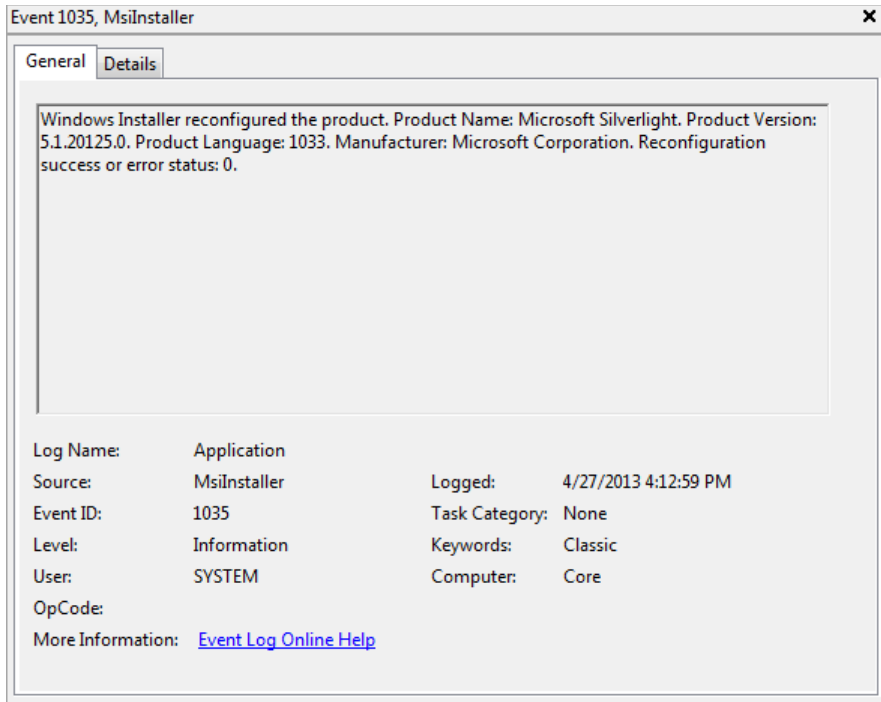 Event 1035, MsiInstaller
General Details
Windows Installer reconfigured the product. Product Name: Microsoft Silverlight. Product Version:
5.1.20125.0. Product Language: 1033. Manufacturer: Microsoft Corporation. Reconfiguration
success or error status: 0.
Log Name: Application
Source: MsiInstaller Logged: 4/27/2013 4:12:59 PM
Event ID: 1035 Task Category: None
Level: Information Keywords: Classic
User: SYSTEM Computer: Core
OpCode:
More Information: Event Log Online Help